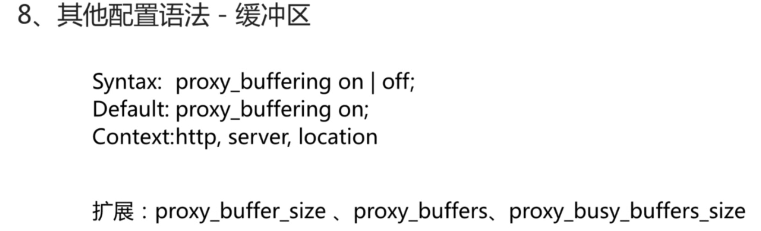 8、其他配置语法 - 缓冲区
Syntax: proxy_buffering on | off;
Default: proxy_buffering on;
Context:http, server, location
扩展：proxy_buffer_size 、proxy_buffers、proxy_busy_buffers_size